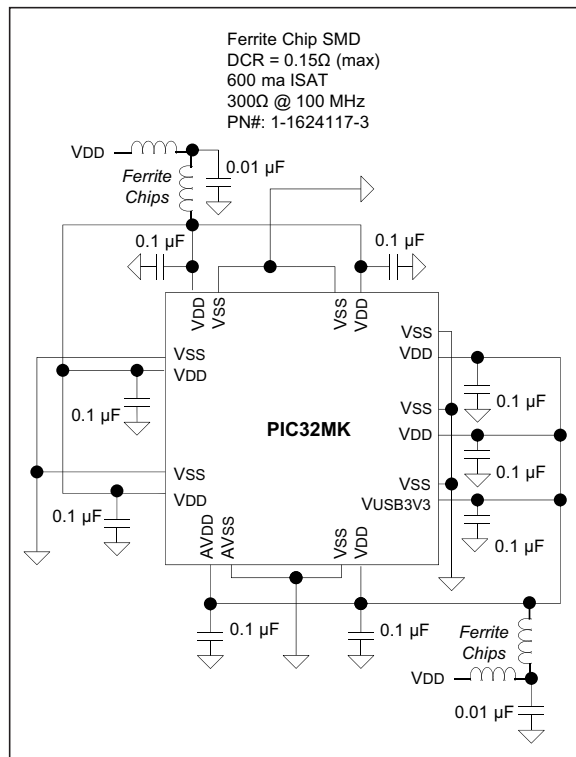 Ferrite Chip SMD
DCR = 0.15Ω (max)
600 ma ISAT
300Ω @ 100 MHz
PN#: 1-1624117-3
VDD
0.01 µF
Ferrite
Chips
0.1 µF
0.1 µF
VDD
VSS
VSS
VDD
VSS
VDD
0.1 µF
VSS
VDD
0.1 µF
PIC32MK
VSS
VDD
0.1 µF
VSS
VDD
0.1 µF
VSS
VUSB3V3
0.1 µF
AVDD
AVSS
VSS
VDD
0.1 µF
0.1 µF
Ferrite
Chips
VDD
0.01 µF